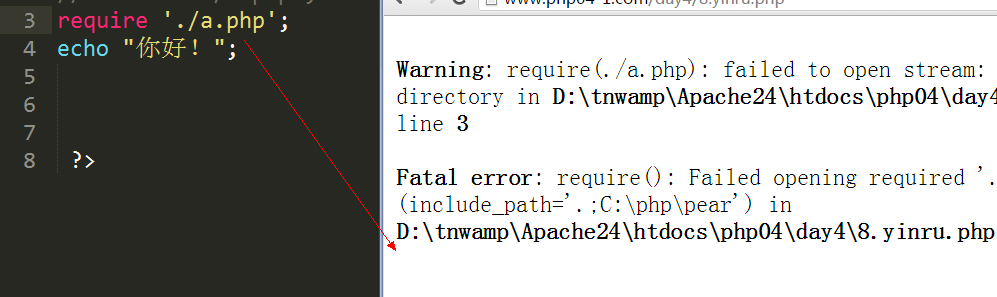 3 require './a.php';
4 echo "你好! ";
5
6
7
8 ?>
www.php04-1.com/day4/8.yinru.php
Warning: require(./a.php): failed to open stream:
directory in D:\tnwamp\Apache24\htdocs\php04\day4
line 3
Fatal error: require(): Failed opening required '.
(include_path='.;C:\php\pear') in
D:\tnwamp\Apache24\htdocs\php04\day4\8.yinru.php